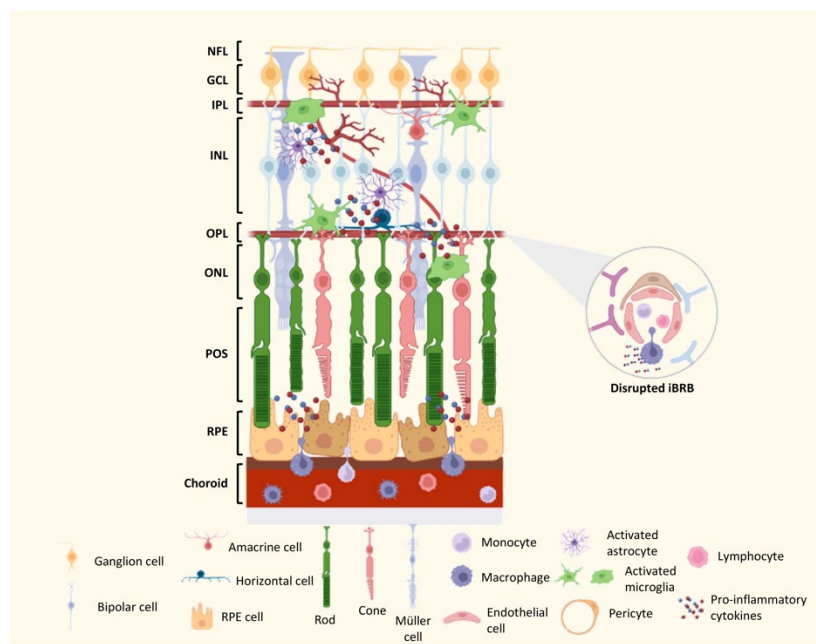 NFL
GCL
IPL
INL
OPL
ONL
POS
RPE
Choroid
Disrupted iBRB
Ganglion cell
Bipolar cell
Amacrine cell
Horizontal cell
RPE cell
Rod
Cone
Müller
cell
Monocyte
Macrophage
Endothelial
cell
Activated
astrocyte
Activated
microglia
Pericyte
Lymphocyte
Pro-inflammatory
cytokines